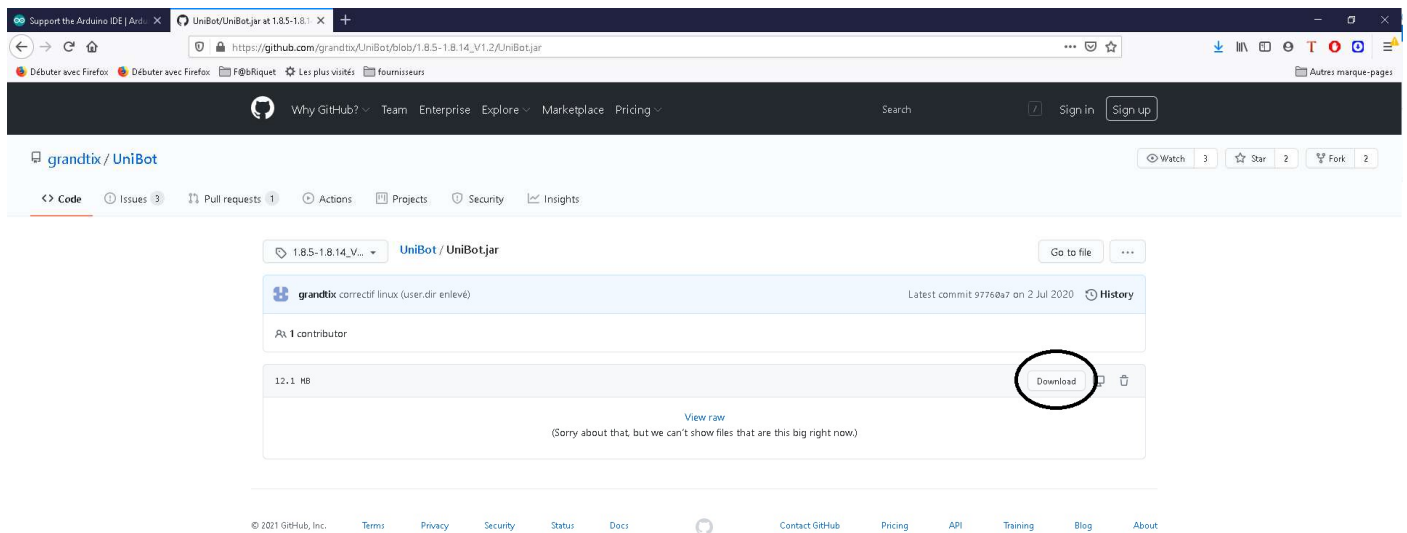 Support the Arduino IDE | Ardu
UniBot/UniBot.jar at 1.8.5-1.8.1
https://github.com/grandtix/UniBot/blob/1.8.5-1.8.14_V1.2/UniBot.jar
Débuter avec Firefox Débuter avec Firefox F@bRiquet Les plus visités fournisseurs Autres marque-pages
Why GitHub? Team Enterprise Explore Marketplace Pricing Search / Sign in Sign up
grandtix / UniBot Watch 3 Star 2 Fork 2
<> Code Issues 3 Pull requests 1 Actions Projects Security Insights
1.8.5-1.8.14_V... UniBot / UniBot.jar Go to file ...
grandtix correctif linux (user.dir enlevé) Latest commit 97760a7 on 2 Jul 2020 History
1 contributor
12.1 MB Download
View raw
(Sorry about that, but we can't show files that are this big right now.)
© 2021 GitHub, Inc. Terms Privacy Security Status Docs Contact GitHub Pricing API Training Blog About